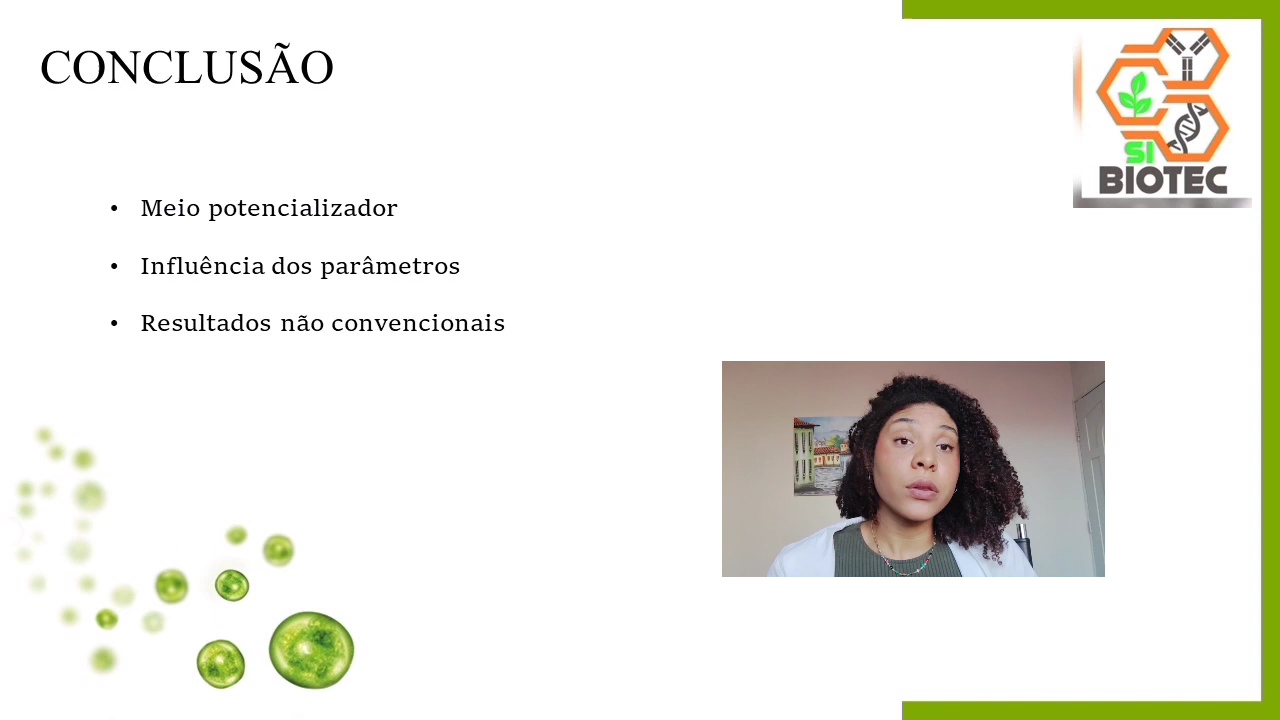 CONCLUSÃO
SI
BIOTEC
• Meio potencializador
• Influência dos parâmetros
• Resultados não convencionais